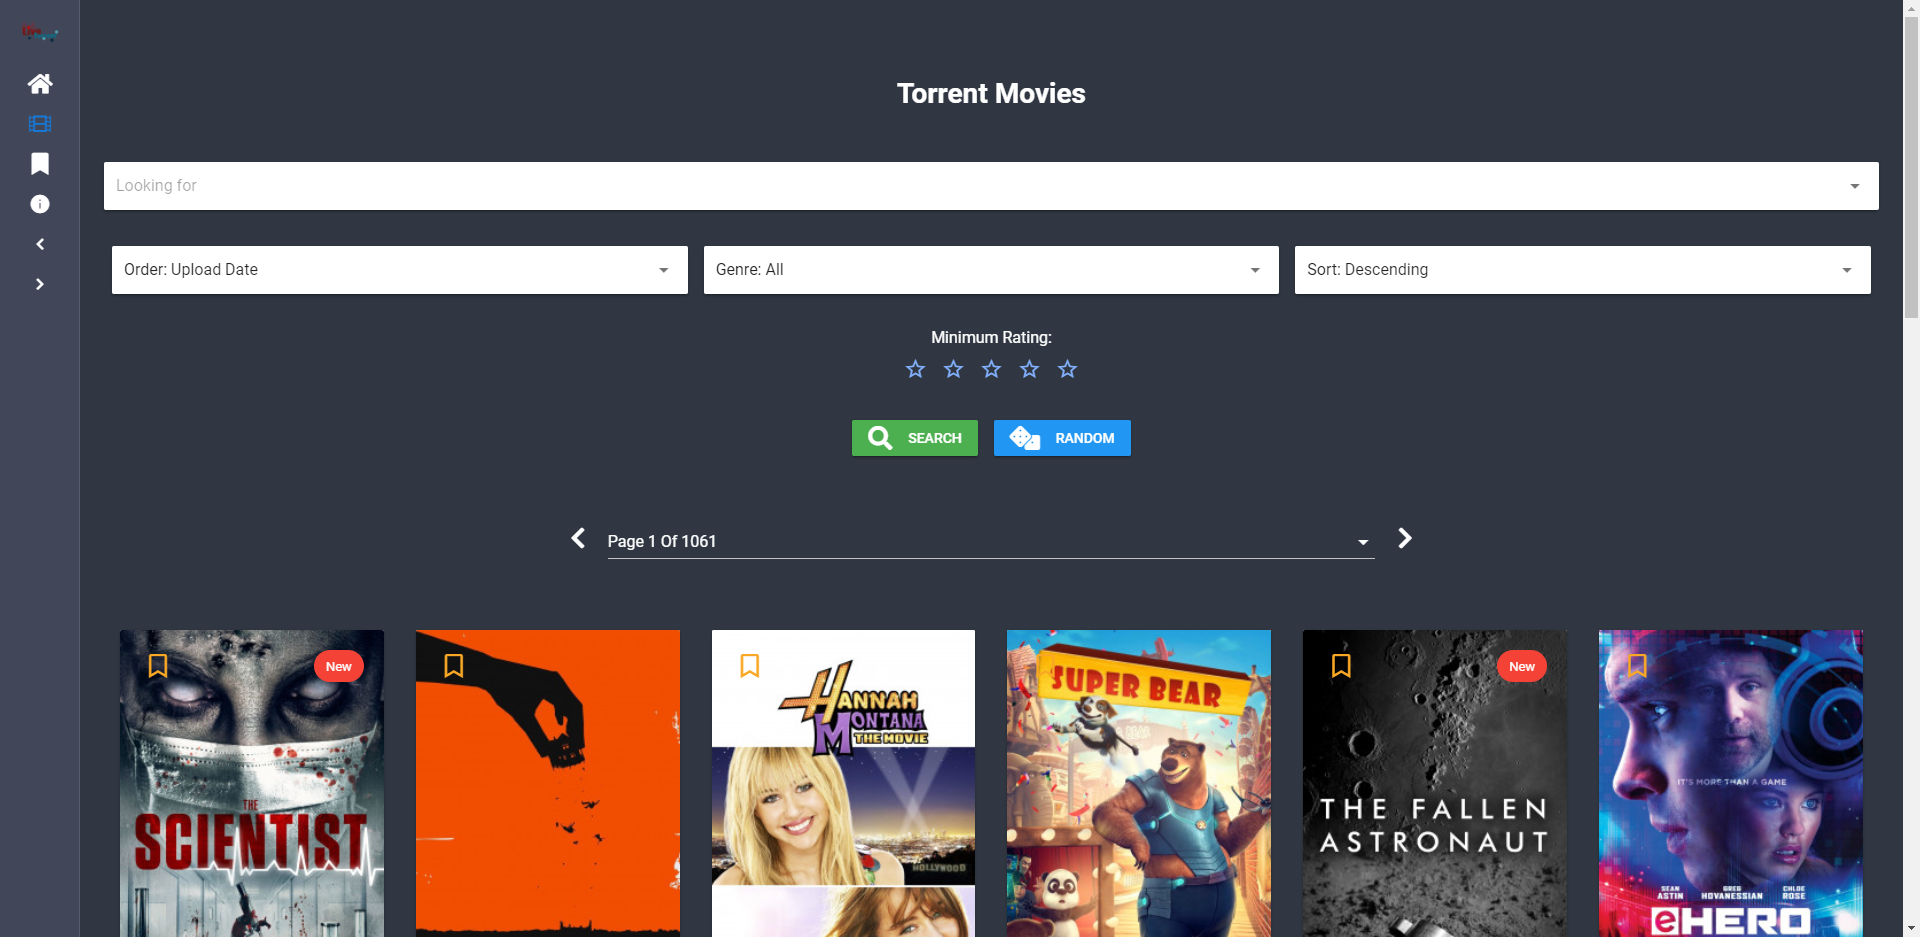 Live
Torrent Movies
Looking for
Order: Upload Date
Genre: All
Sort: Descending
Minimum Rating:
SEARCH
RANDOM
Page 1 Of 1061
New
THE
SCIENTIST
HANNAH
MONTANA
THE MOVIE
HOLLYWOOD
SUPER BEAR
New
THE FALLEN
ASTRONAUT
IT'S MORE THAN A GAME
SEAN ASTIN
GREG HOVANESSIAN
CHLOE ROSE
eHERO